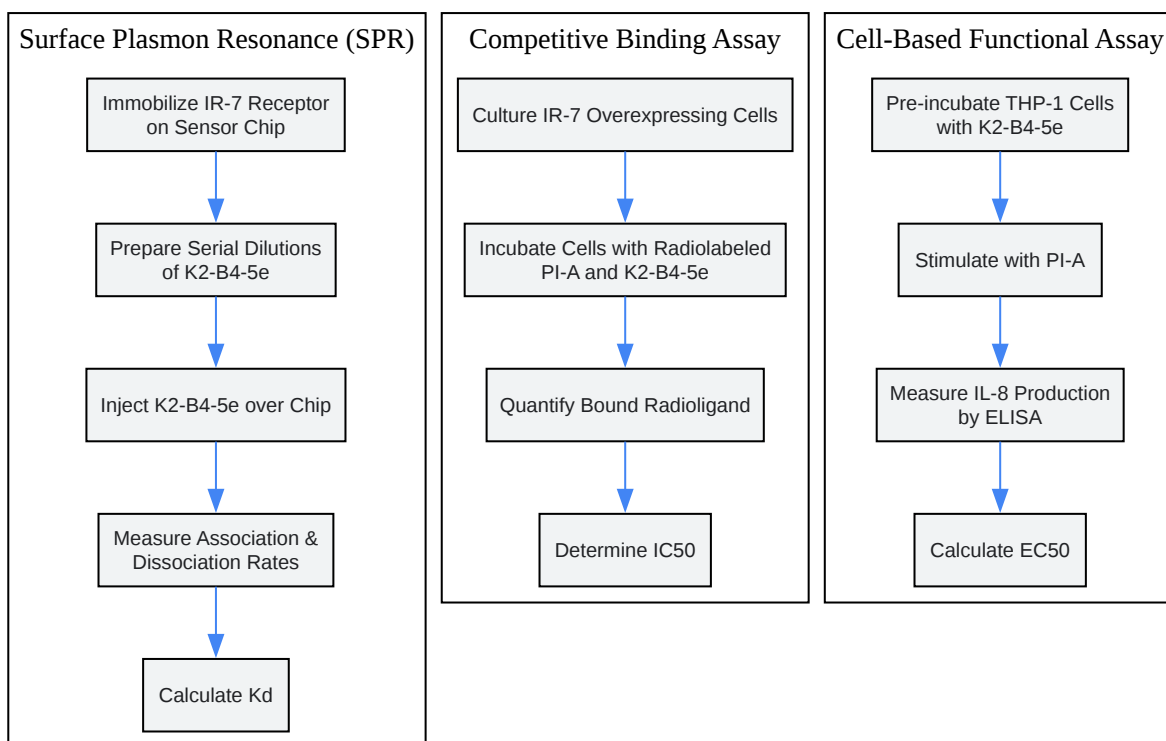 Surface Plasmon Resonance (SPR)
Immobilize IR-7 Receptor
on Sensor Chip
Prepare Serial Dilutions
of K2-B4-5e
Inject K2-B4-5e over Chip
Measure Association &
Dissociation Rates
Calculate Kd
Competitive Binding Assay
Culture IR-7 Overexpressing Cells
Incubate Cells with Radiolabeled
PI-A and K2-B4-5e
Quantify Bound Radioligand
Determine IC50
Cell-Based Functional Assay
Pre-incubate THP-1 Cells
with K2-B4-5e
Stimulate with PI-A
Measure IL-8 Production
by ELISA
Calculate EC50